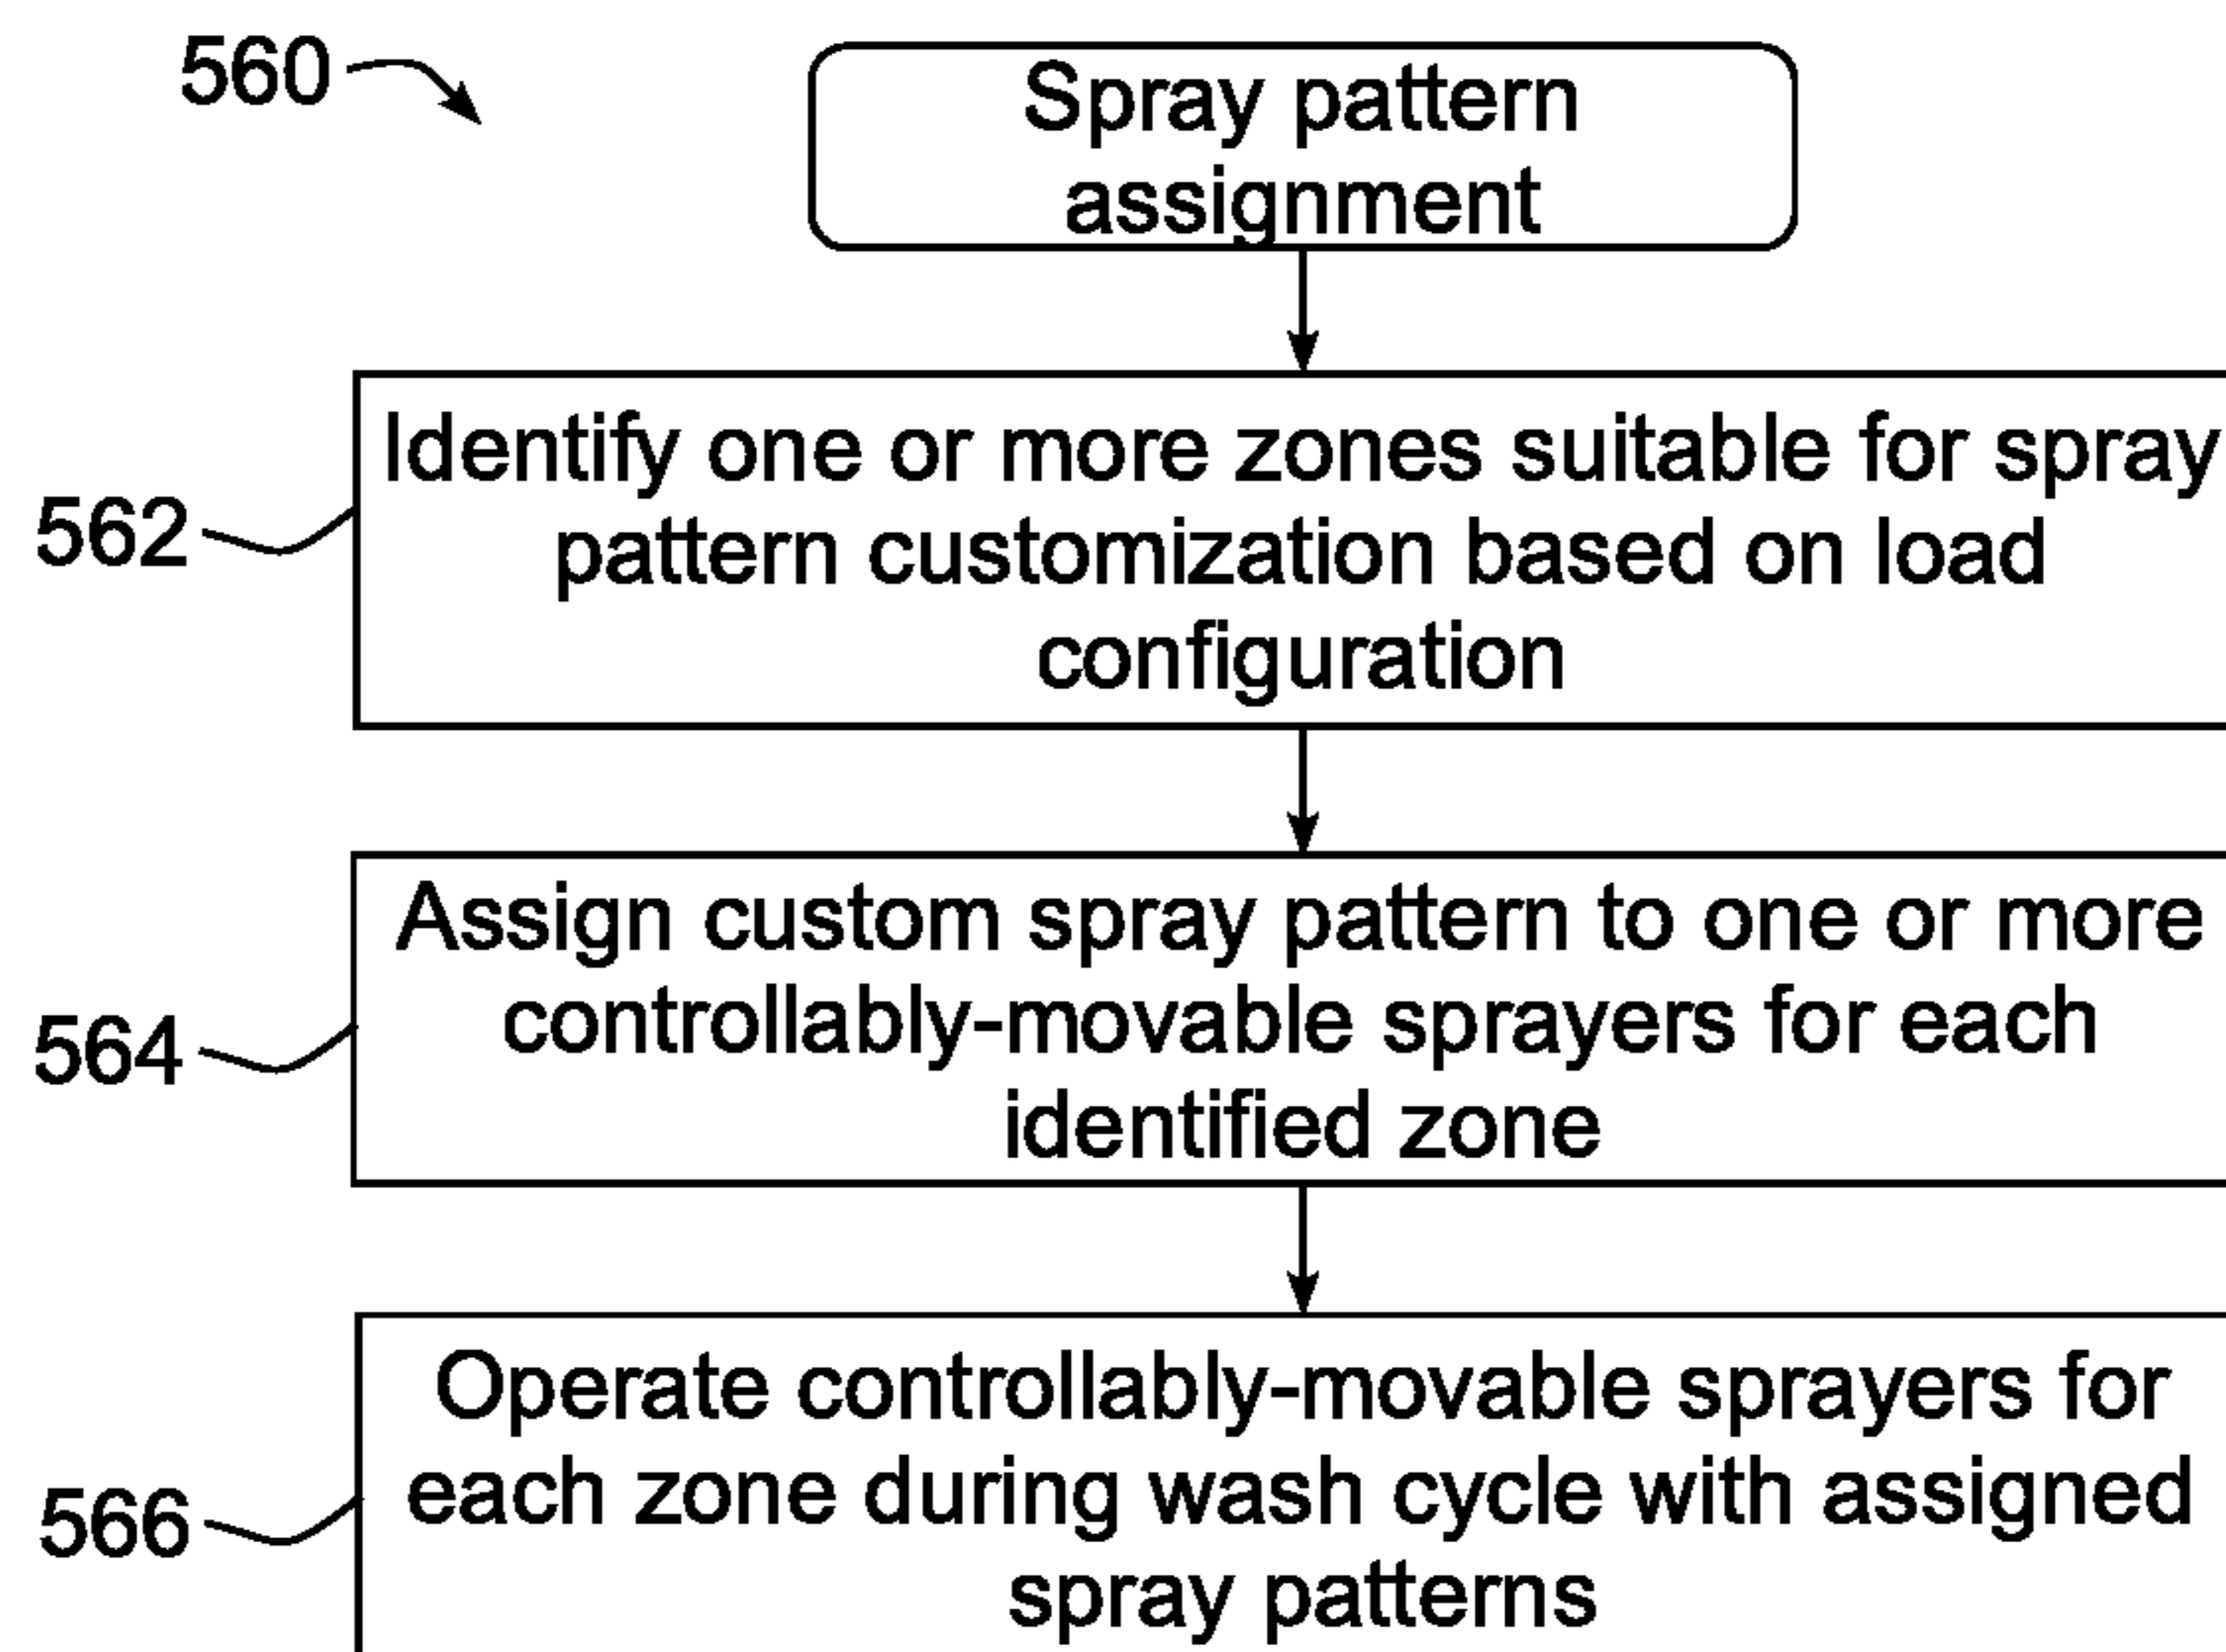 560
Spray pattern
assignment
562
Identify one or more zones suitable for spray
pattern customization based on load
configuration
564
Assign custom spray pattern to one or more
controllably-movable sprayers for each
identified zone
566
Operate controllably-movable sprayers for
each zone during wash cycle with assigned
spray patterns